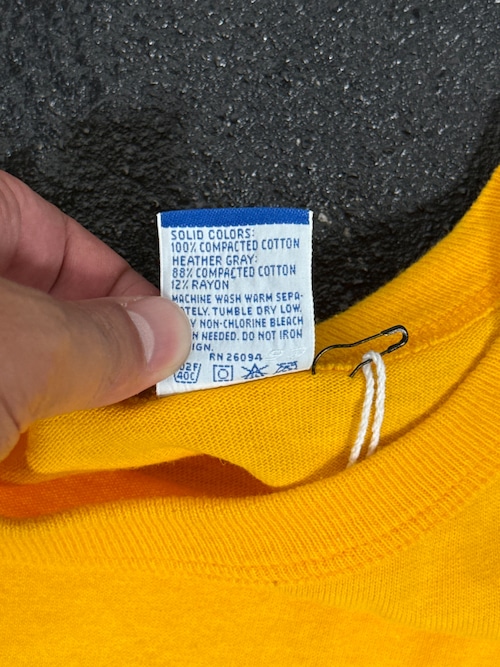 SOLID COLORS:
100% COMPACTED COTTON
HEATHER GRAY:
88% COMPACTED COTTON
12% RAYON
MACHINE WASH WARM SEPA-
TELY. TUMBLE DRY LOW.
NON-CHLORINE BLEACH
NEEDED. DO NOT IRON
RN 26094
40C